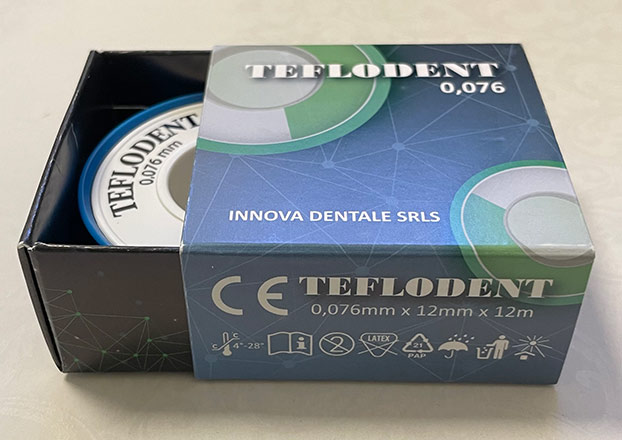 TEFLODENT
0,076 mm
TEFLODENT
0,076
INNOVA DENTALE SRLS
CE
TEFLODENT
0,076mm x 12mm x 12m
C C 4°-28° i 2 LATEX 21 PAP